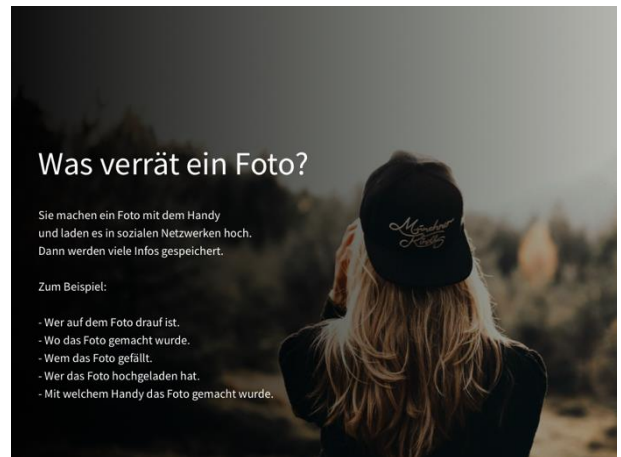 Was verrät ein Foto?
Sie machen ein Foto mit dem Handy
und laden es in sozialen Netzwerken hoch.
Dann werden viele Infos gespeichert.
Zum Beispiel:
- Wer auf dem Foto drauf ist.
- Wo das Foto gemacht wurde.
- Wem das Foto gefällt.
- Wer das Foto hochgeladen hat.
- Mit welchem Handy das Foto gemacht wurde.
Münchner
Kindl